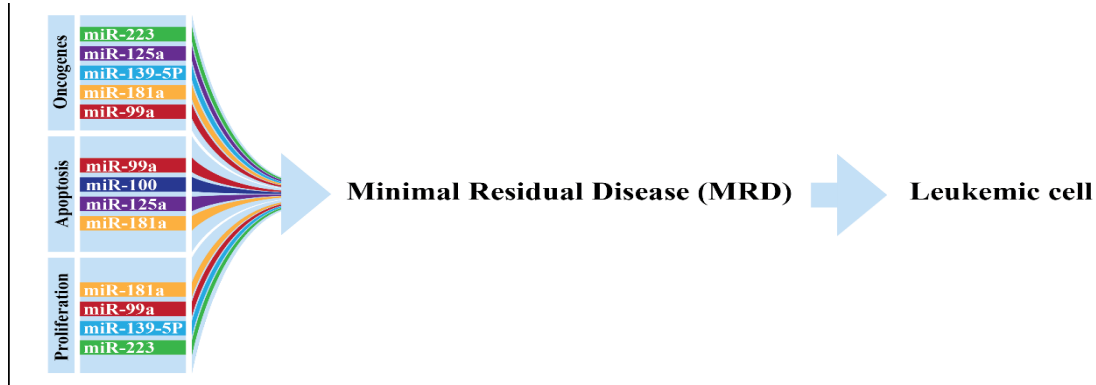 Oncogenes
miR-223
miR-125a
miR-139-5P
miR-181a
miR-99a
Apoptosis
miR-99a
miR-100
miR-125a
miR-181a
Proliferation
miR-181a
miR-99a
miR-139-5P
miR-223
Minimal Residual Disease (MRD)
Leukemic cell